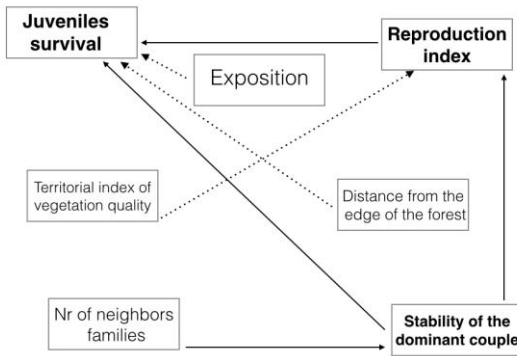 Juveniles
survival
Reproduction
index
Exposition
Territorial index of
vegetation quality
Distance from the
edge of the forest
Nr of neighbors
families
Stability of the
dominant couple